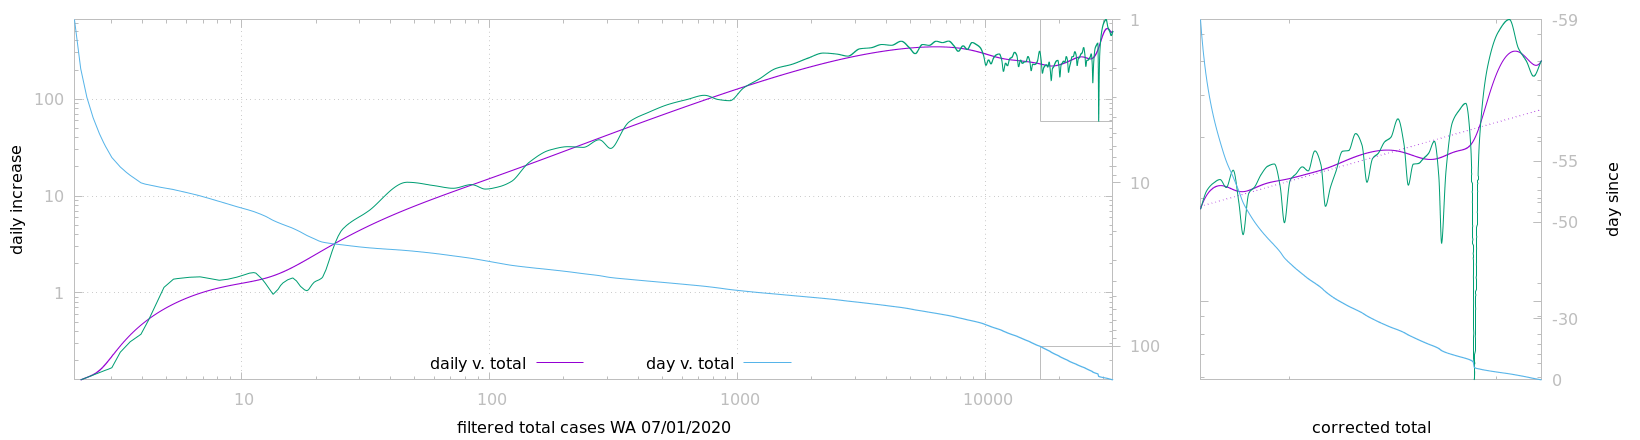 daily increase
100
10
1
10
100
1000
10000
filtered total cases WA 07/01/2020
daily v. total
day v. total
1
10
100
-59
-55
-50
-30
0
day since
corrected total